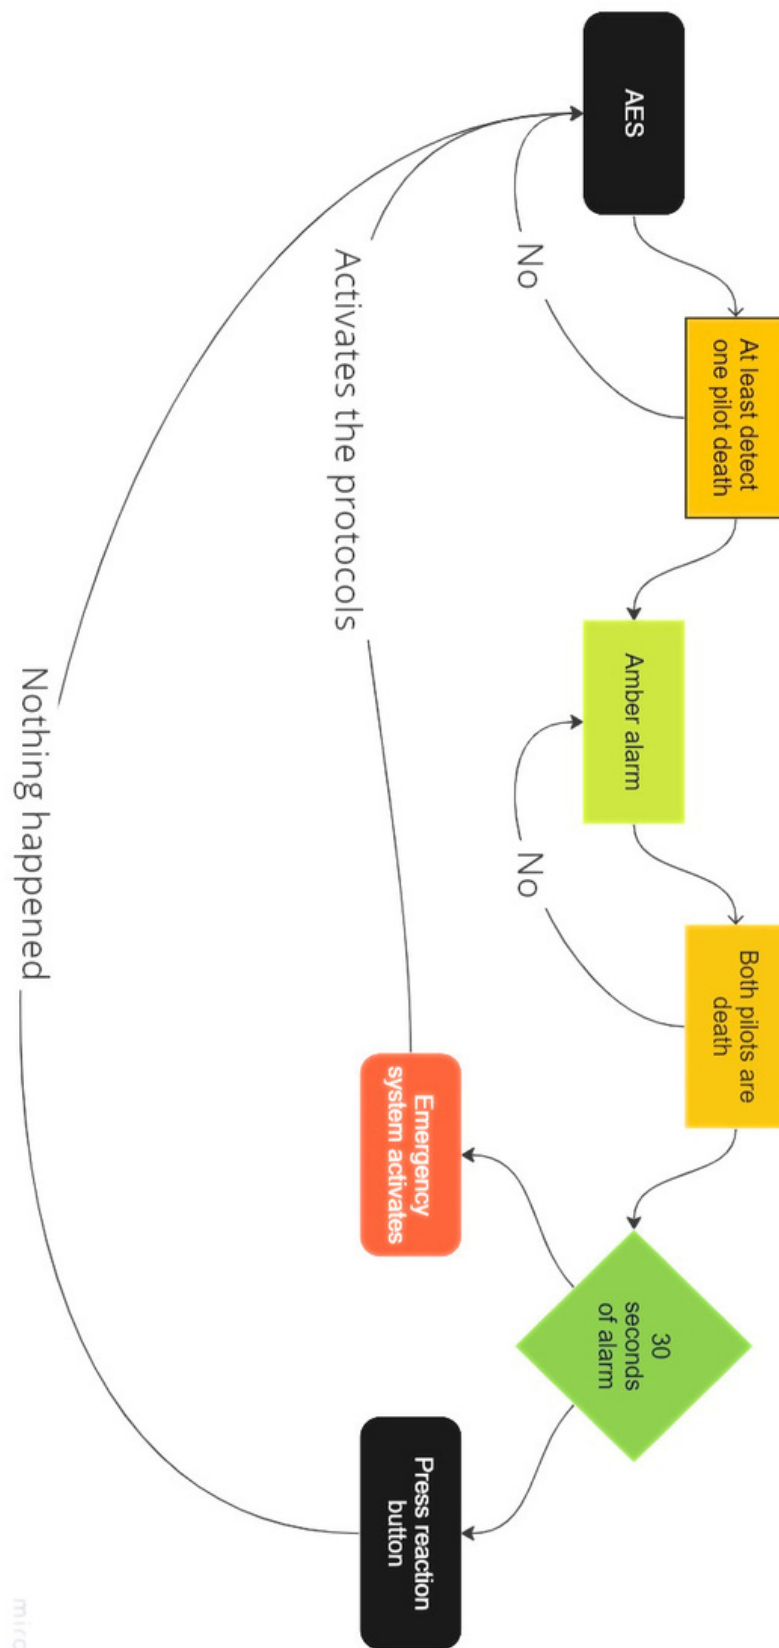 AES
At least detect
one pilot death
No
Amber alarm
Both pilots are
death
No
30
seconds
of alarm
Emergency
system activates
Activates the protocols
Press reaction
button
Nothing happened